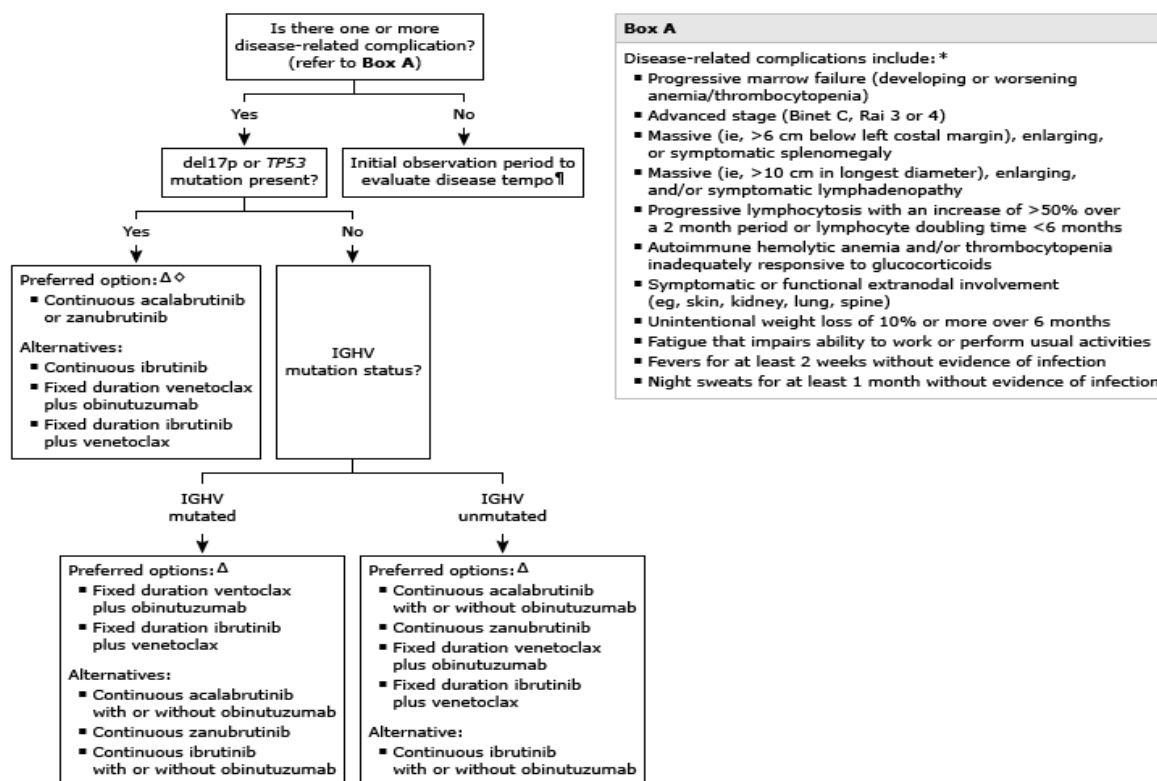 Is there one or more
disease-related complication?
(refer to Box A)
Yes
No
del17p or TP53
mutation present?
Initial observation period to
evaluate disease tempo¶
Yes
No
Preferred option:Δ◇
▪ Continuous acalabrutinib
or zanubrutinib
Alternatives:
▪ Continuous ibrutinib
▪ Fixed duration venetoclax
plus obinutuzumab
▪ Fixed duration ibrutinib
plus venetoclax
IGHV
mutation status?
IGHV
mutated
IGHV
unmutated
Preferred options:Δ
▪ Fixed duration ventoclax
plus obinutuzumab
▪ Fixed duration ibrutinib
plus venetoclax
Alternatives:
▪ Continuous acalabrutinib
with or without obinutuzumab
▪ Continuous zanubrutinib
▪ Continuous ibrutinib
with or without obinutuzumab
Preferred options:Δ
▪ Continuous acalabrutinib
with or without obinutuzumab
▪ Continuous zanubrutinib
▪ Fixed duration venetoclax
plus obinutuzumab
▪ Fixed duration ibrutinib
plus venetoclax
Alternative:
▪ Continuous ibrutinib
with or without obinutuzumab
Box A
Disease-related complications include:*
▪ Progressive marrow failure (developing or worsening
anemia/thrombocytopenia)
▪ Advanced stage (Binet C, Rai 3 or 4)
▪ Massive (ie, >6 cm below left costal margin), enlarging,
or symptomatic splenomegaly
▪ Massive (ie, >10 cm in longest diameter), enlarging,
and/or symptomatic lymphadenopathy
▪ Progressive lymphocytosis with an increase of >50% over
a 2 month period or lymphocyte doubling time <6 months
▪ Autoimmune hemolytic anemia and/or thrombocytopenia
inadequately responsive to glucocorticoids
▪ Symptomatic or functional extranodal involvement
(eg, skin, kidney, lung, spine)
▪ Unintentional weight loss of 10% or more over 6 months
▪ Fatigue that impairs ability to work or perform usual activities
▪ Fevers for at least 2 weeks without evidence of infection
▪ Night sweats for at least 1 month without evidence of infection